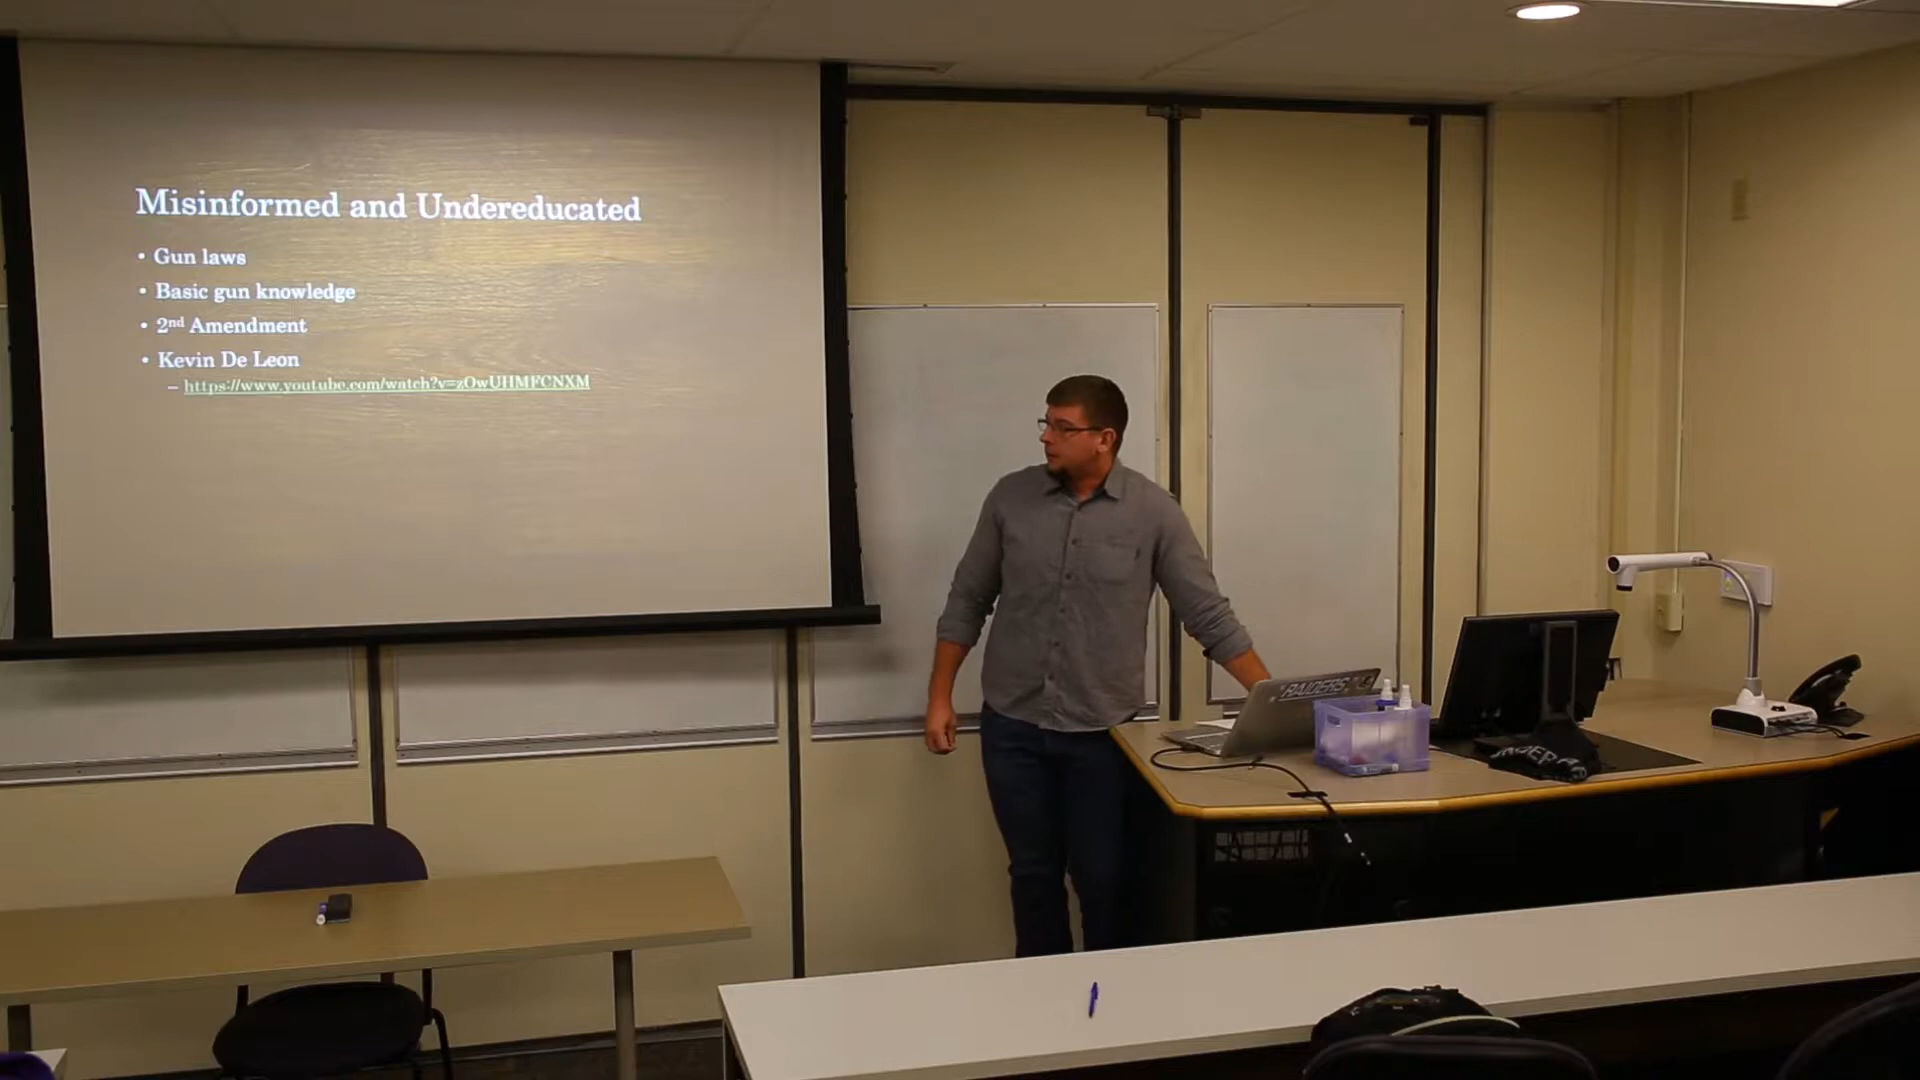 Misinformed and Undereducated
• Gun laws
• Basic gun knowledge
• 2nd Amendment
• Kevin De Leon
– https://www.youtube.com/watch?v=zOwUHMFCNXM
RAIDERS